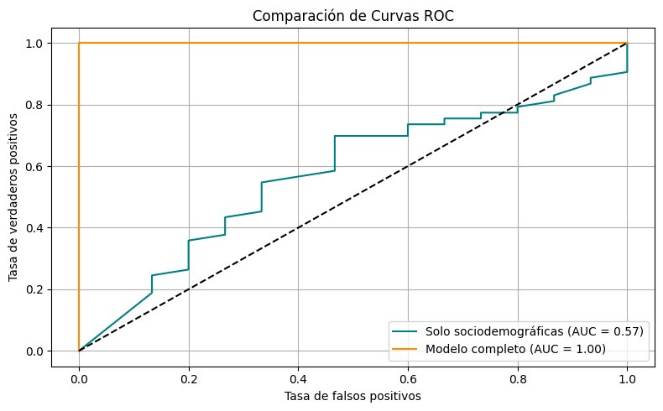 Comparación de Curvas ROC
Tasa de verdaderos positivos
1.0
0.8
0.6
0.4
0.2
0.0
0.0 0.2 0.4 0.6 0.8 1.0
Tasa de falsos positivos
Solo sociodemográficas (AUC = 0.57)
Modelo completo (AUC = 1.00)